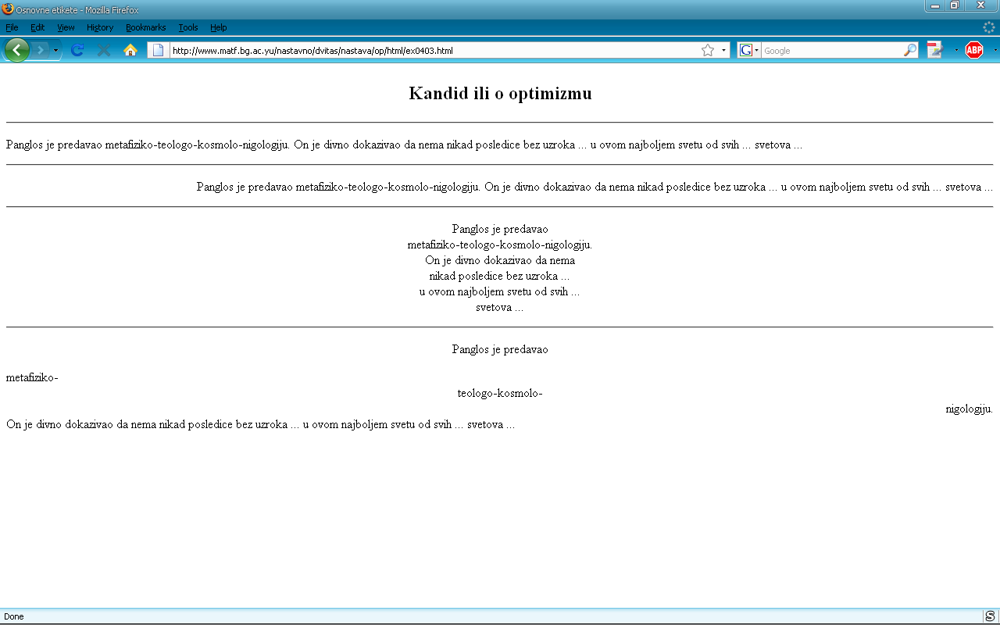 Osnovne etikete - Mozilla Firefox
File Edit View History Bookmarks Tools Help
http://www.matf.bg.ac.yu/nastavno/dvitas/nastava/op/html/ex0403.html G Google ABP
Kandid ili o optimizmu
Panglos je predavao metafiziko-teologo-kosmolo-nigologiju. On je divno dokazivao da nema nikad posledice bez uzroka ... u ovom najboljem svetu od svih ... svetova ...
Panglos je predavao metafiziko-teologo-kosmolo-nigologiju. On je divno dokazivao da nema nikad posledice bez uzroka ... u ovom najboljem svetu od svih ... svetova ...
Panglos je predavao
metafiziko-teologo-kosmolo-nigologiju.
On je divno dokazivao da nema
nikad posledice bez uzroka ...
u ovom najboljem svetu od svih ...
svetova ...
Panglos je predavao
metafiziko-
teologo-kosmolo-
nigologiju.
On je divno dokazivao da nema nikad posledice bez uzroka ... u ovom najboljem svetu od svih ... svetova ...
Done S